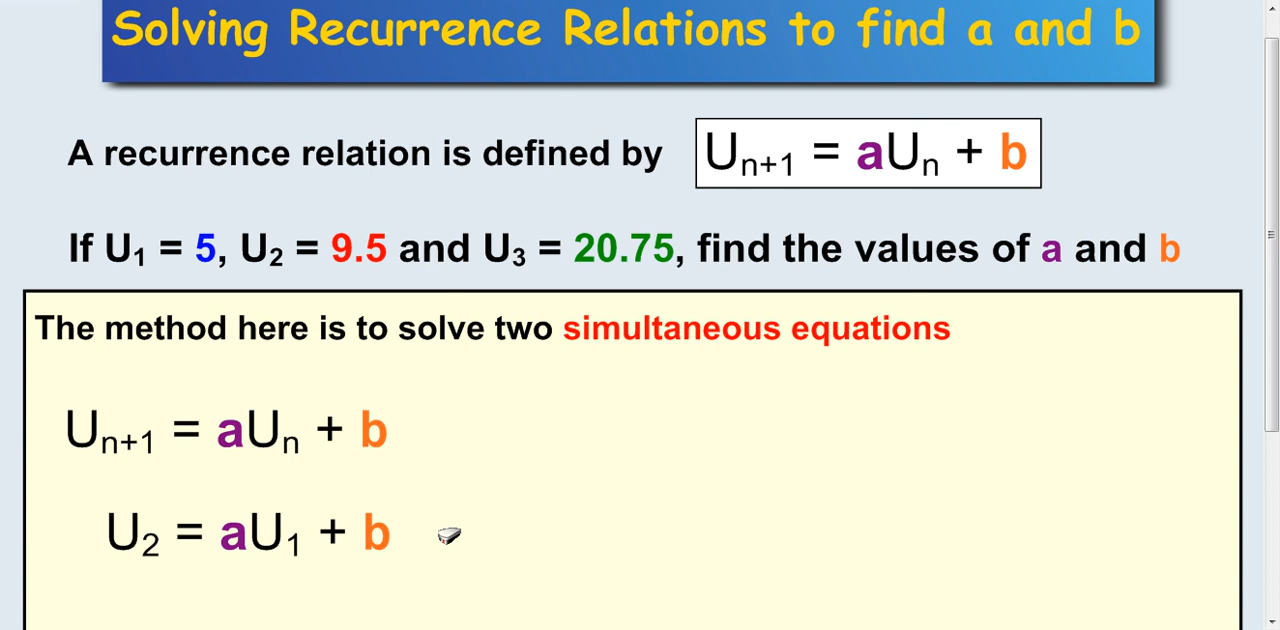 Solving Recurrence Relations to find a and b
A recurrence relation is defined by Uₙ₊₁ = aUₙ + b
If U₁ = 5, U₂ = 9.5 and U₃ = 20.75, find the values of a and b
The method here is to solve two simultaneous equations
Uₙ₊₁ = aUₙ + b
U₂ = aU₁ + b